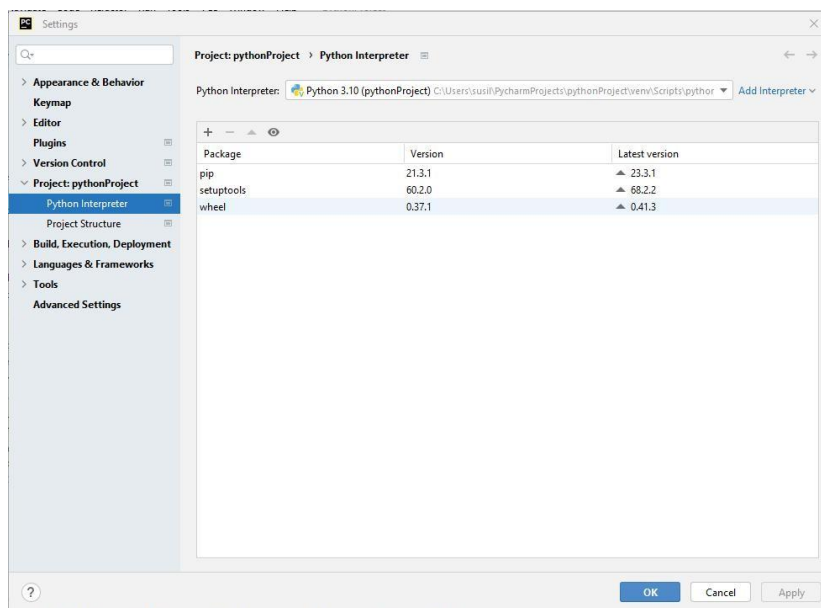 PC Settings
Project: pythonProject › Python Interpreter
Appearance & Behavior
Keymap
Editor
Plugins
Version Control
Project: pythonProject
Python Interpreter
Project Structure
Build, Execution, Deployment
Languages & Frameworks
Tools
Advanced Settings
Python Interpreter: Python 3.10 (pythonProject) C:\Users\susil\PycharmProjects\pythonProject\venv\Scripts\pythor Add Interpreter
Package Version Latest version
pip 21.3.1 23.3.1
setuptools 60.2.0 68.2.2
wheel 0.37.1 0.41.3
? OK Cancel Apply